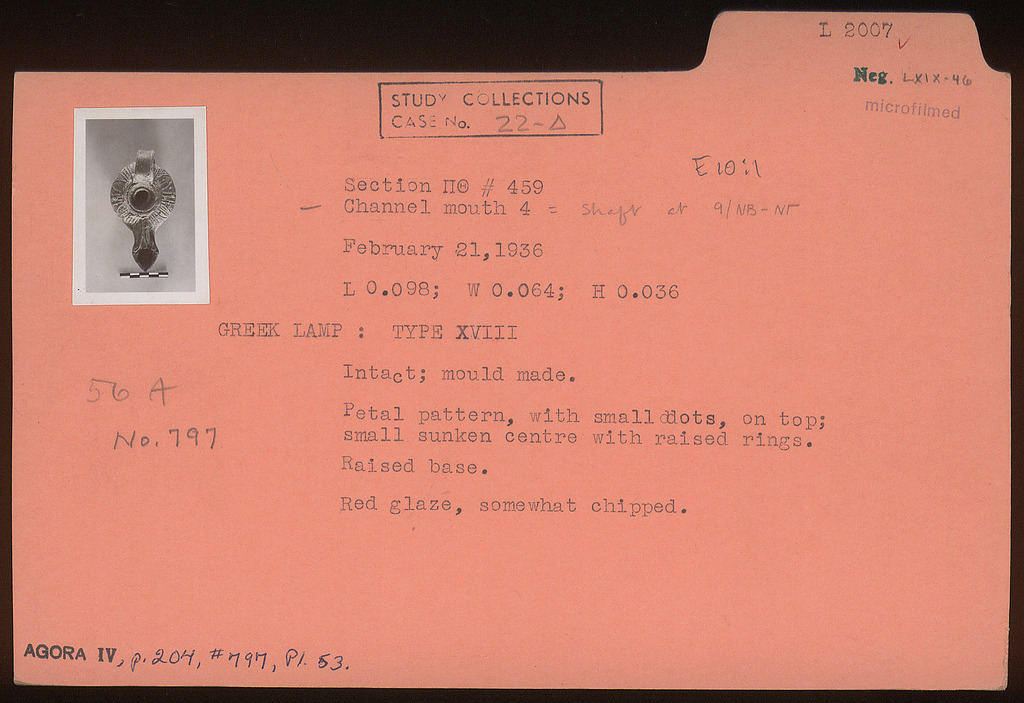 L 2007
Neg. LXIX-46
microfilmed
STUDY COLLECTIONS
CASE No. 22-Δ
E 10:1
Section ΠΘ # 459
Channel mouth 4 = shaft at 9/ΝΒ-ΝΓ
February 21,1936
L 0.098; W 0.064; H 0.036
GREEK LAMP : TYPE XVIII
Intact; mould made.
56 A
Petal pattern, with small dots, on top;
No. 797
small sunken centre with raised rings.
Raised base.
Red glaze, somewhat chipped.
AGORA IV, p. 204, #797, Pl. 53.